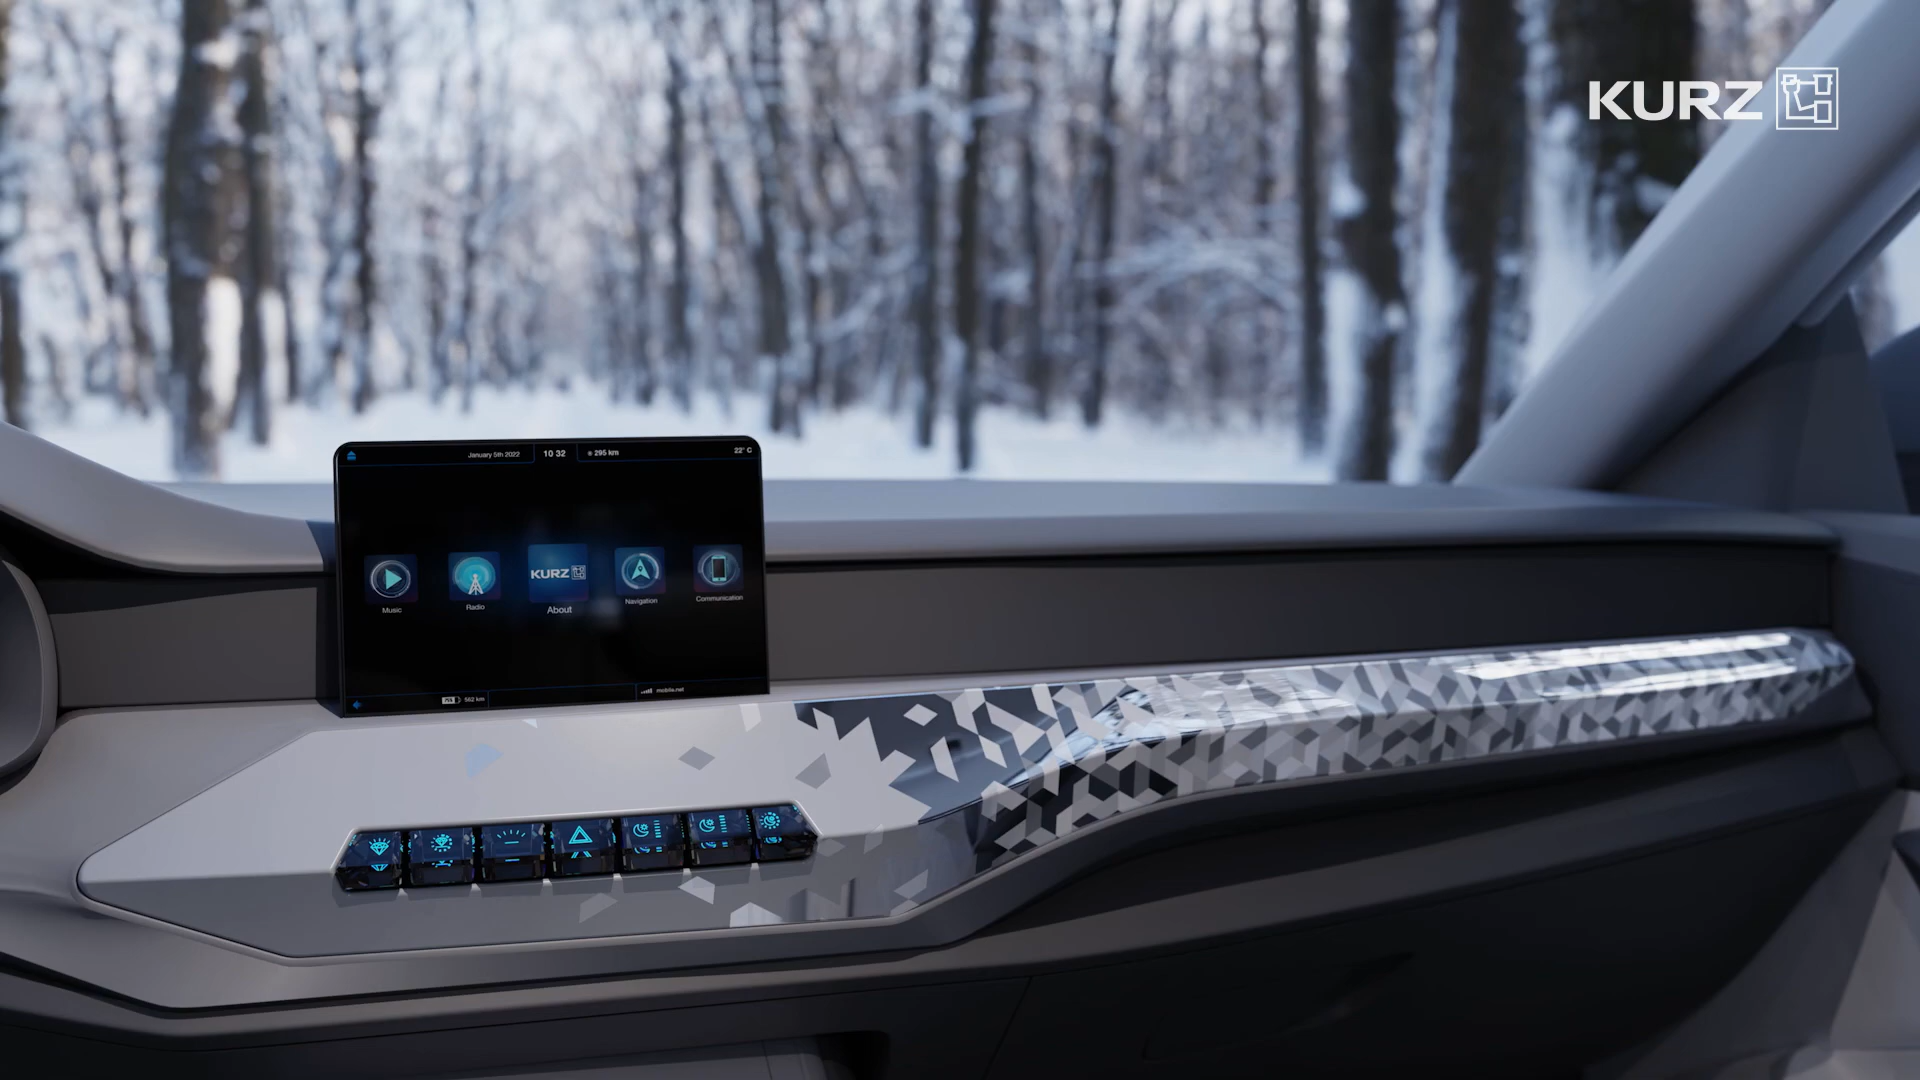 KURZ
January 5th 2022
10 32
295 km
22° C
KURZ
Music
Radio
About
Navigation
Communication
562 km
mobile.net